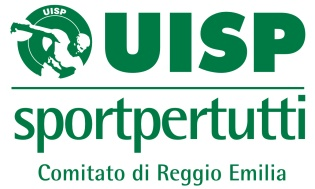 UISP
UISP
sportpertutti
Comitato di Reggio Emilia